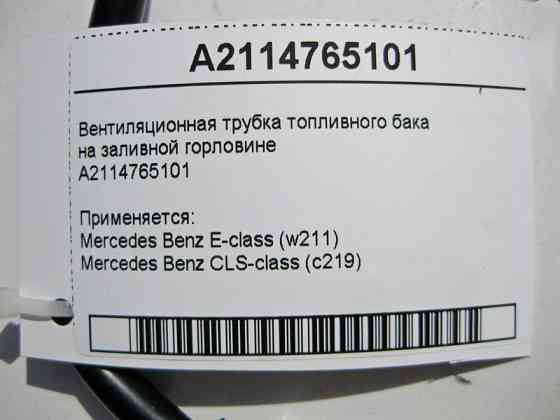 A2114765101
Вентиляционная трубка топливного бака
на заливной горловине
A2114765101
Применяется:
Mercedes Benz E-class (w211)
Mercedes Benz CLS-class (c219)